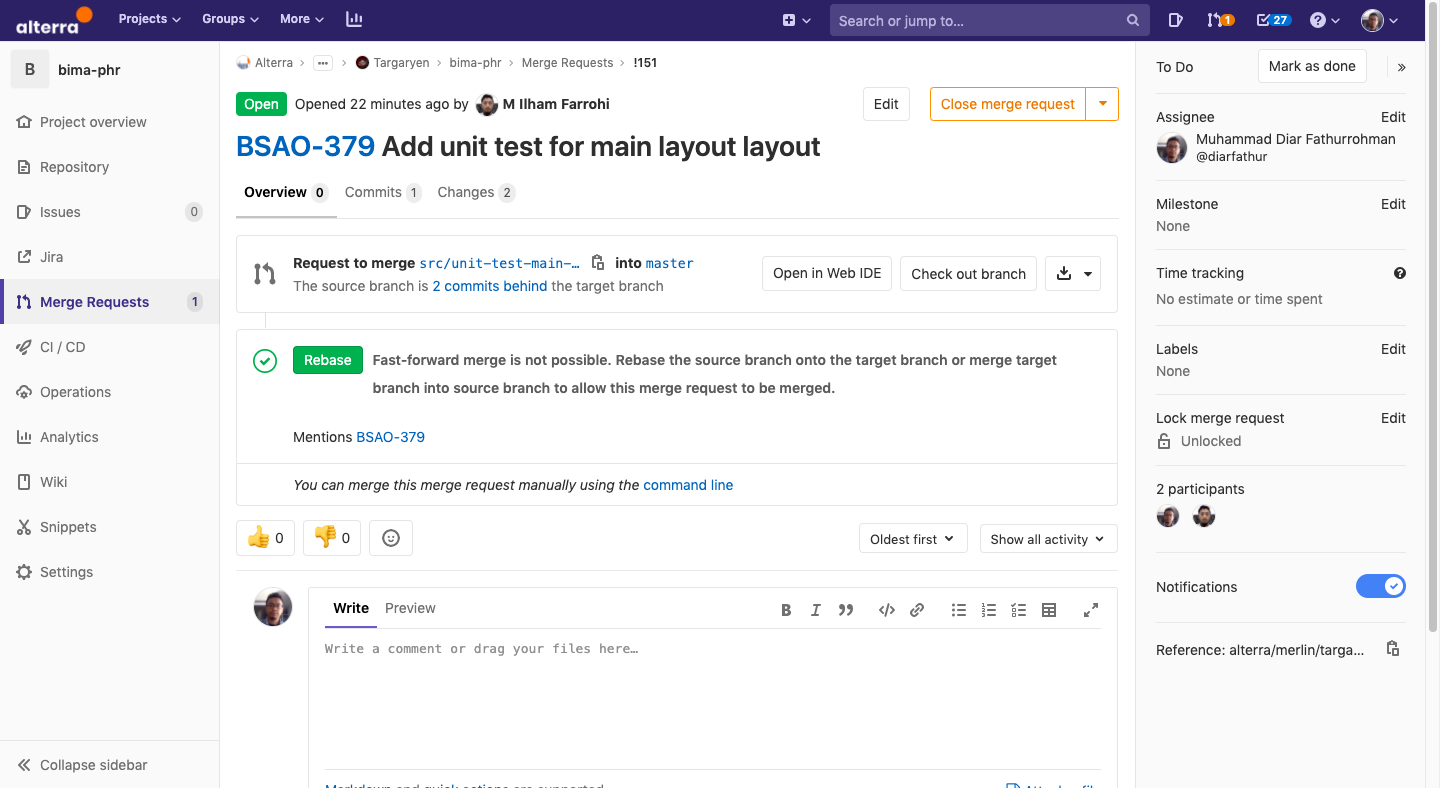 alterra Projects Groups More Search or jump to... 1 27
B bima-phr
Project overview
Repository
Issues 0
Jira
Merge Requests 1
CI / CD
Operations
Analytics
Wiki
Snippets
Settings
Collapse sidebar
Alterra > ... > Targaryen > bima-phr > Merge Requests > !151
Open Opened 22 minutes ago by M Ilham Farrohi Edit Close merge request
BSAO-379 Add unit test for main layout layout
Overview 0 Commits 1 Changes 2
Request to merge src/unit-test-main-… into master
The source branch is 2 commits behind the target branch
Open in Web IDE Check out branch
Rebase Fast-forward merge is not possible. Rebase the source branch onto the target branch or merge target
branch into source branch to allow this merge request to be merged.
Mentions BSAO-379
You can merge this merge request manually using the command line
0 0 Oldest first Show all activity
Write Preview
Write a comment or drag your files here…
Markdown and quick actions are supported
To Do Mark as done
Assignee Edit
Muhammad Diar Fathurrohman
@diarfathur
Milestone Edit
None
Time tracking
No estimate or time spent
Labels Edit
None
Lock merge request Edit
Unlocked
2 participants
Notifications
Reference: alterra/merlin/targa...